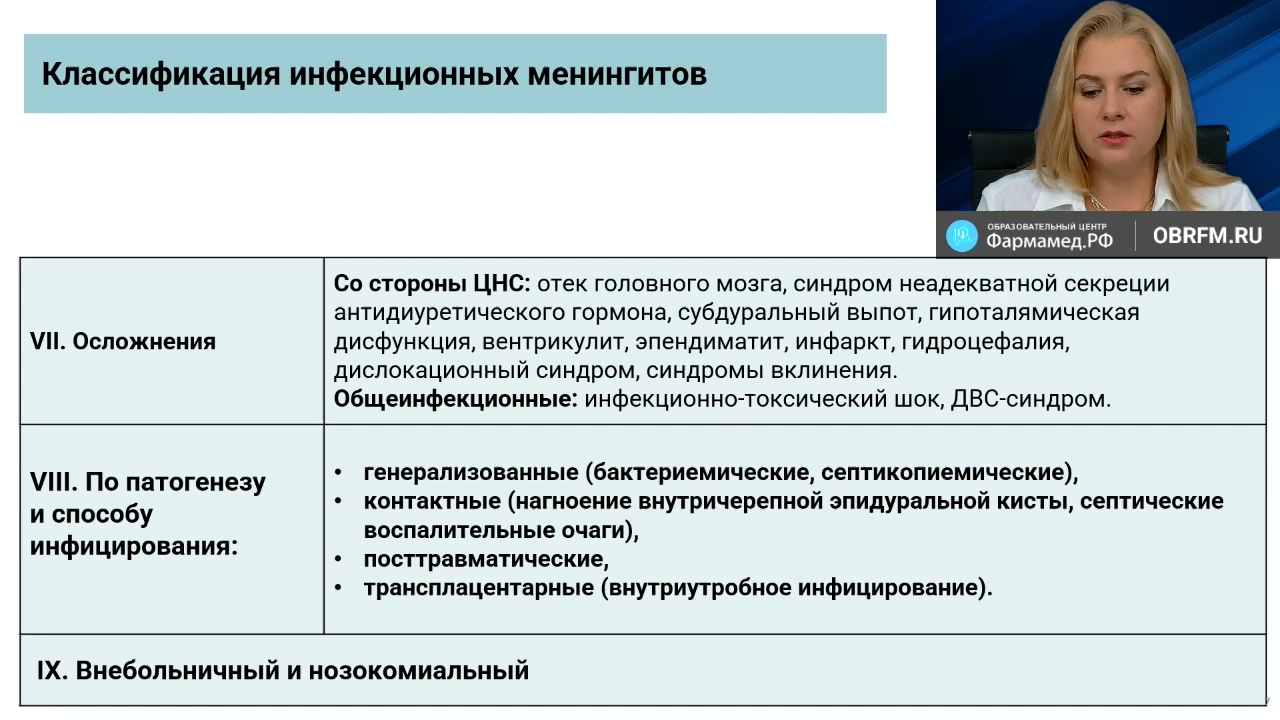 Классификация инфекционных менингитов
ОБРАЗОВАТЕЛЬНЫЙ ЦЕНТР
Фармамед.РФ
OBRFM.RU
VII. Осложнения
Со стороны ЦНС: отек головного мозга, синдром неадекватной секреции
антидиуретического гормона, субдуральный выпот, гипоталямическая
дисфункция, вентрикулит, эпендиматит, инфаркт, гидроцефалия,
дислокационный синдром, синдромы вклинения.
Общеинфекционные: инфекционно-токсический шок, ДВС-синдром.
VIII. По патогенезу
и способу
инфицирования:
• генерализованные (бактериемические, септикопиемические),
• контактные (нагноение внутричерепной эпидуральной кисты, септические
воспалительные очаги),
• посттравматические,
• трансплацентарные (внутриутробное инфицирование).
IX. Внебольничный и нозокомиальный